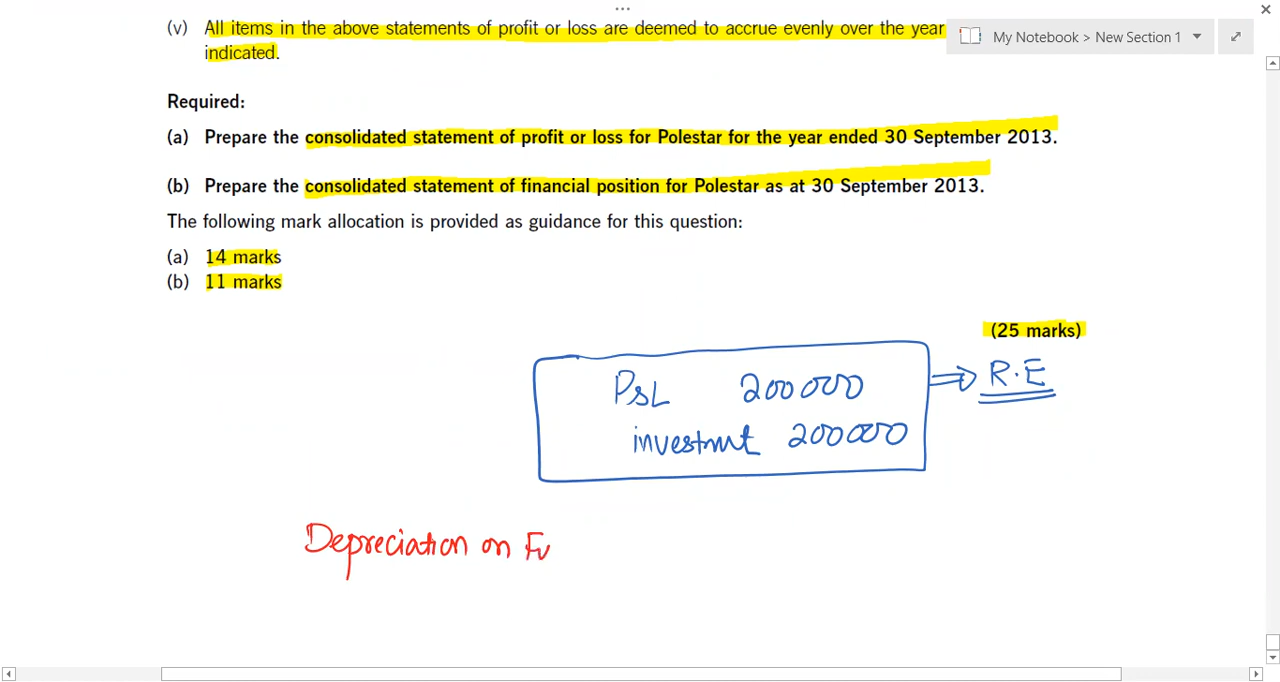 (v) All items in the above statements of profit or loss are deemed to accrue evenly over the year
indicated.
My Notebook > New Section 1
Required:
(a) Prepare the consolidated statement of profit or loss for Polestar for the year ended 30 September 2013.
(b) Prepare the consolidated statement of financial position for Polestar as at 30 September 2013.
The following mark allocation is provided as guidance for this question:
(a) 14 marks
(b) 11 marks
(25 marks)
PsL 200000 ⇒ R.E
investmt 200000
Depreciation on Fv